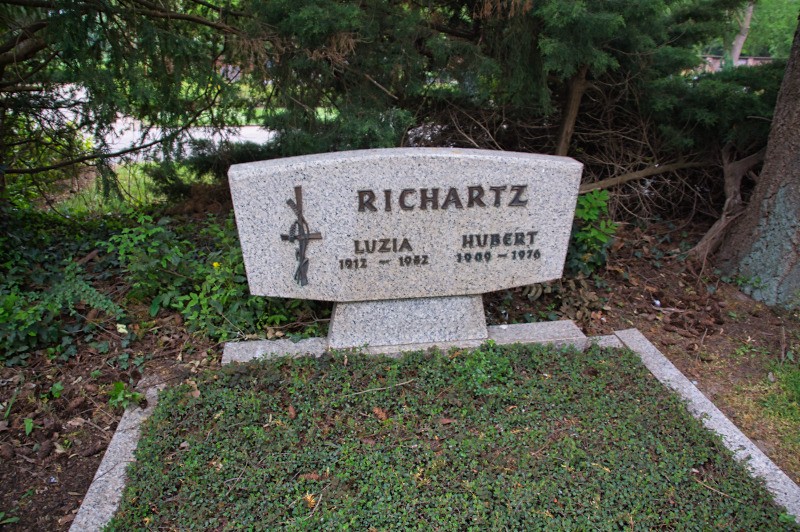 RICHARTZ
LUZIA HUBERT
1912 – 1982 1909 – 1976